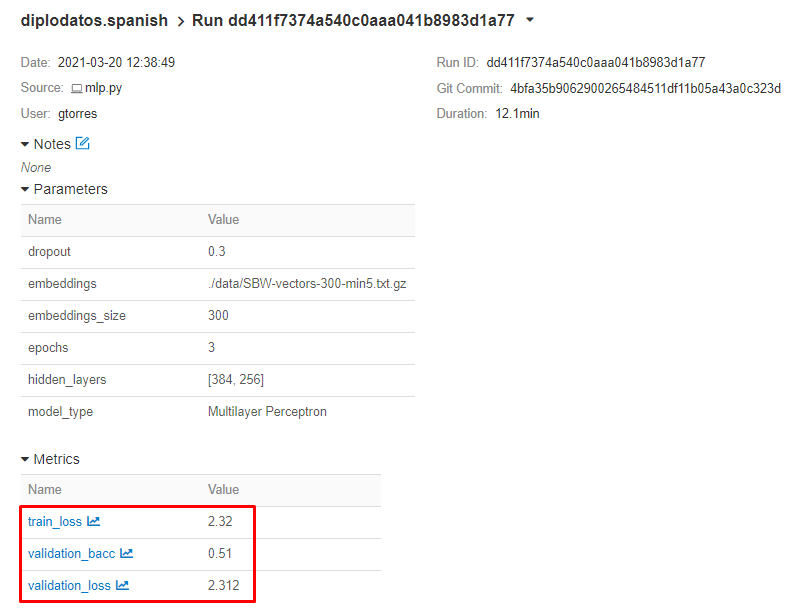 diplodatos.spanish > Run dd411f7374a540c0aaa041b8983d1a77
Date: 2021-03-20 12:38:49
Run ID: dd411f7374a540c0aaa041b8983d1a77
Source: mlp.py
Git Commit: 4bfa35b9062900265484511df11b05a43a0c323d
User: gtorres
Duration: 12.1min
Notes
None
Parameters
Name Value
dropout 0.3
embeddings ./data/SBW-vectors-300-min5.txt.gz
embeddings_size 300
epochs 3
hidden_layers [384, 256]
model_type Multilayer Perceptron
Metrics
Name Value
train_loss 2.32
validation_bacc 0.51
validation_loss 2.312